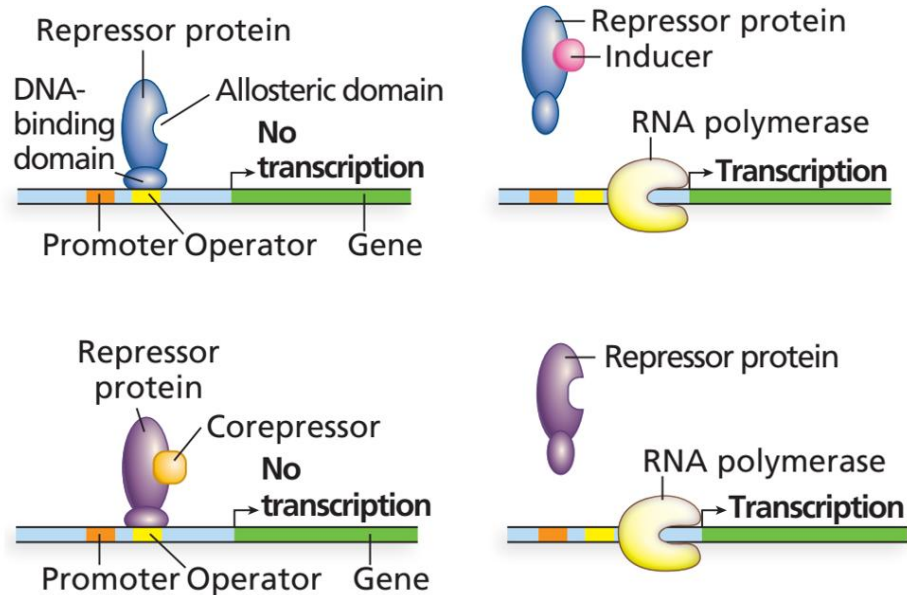 Repressor protein
DNA-
binding
domain
Allosteric domain
No
transcription
Promoter Operator Gene
Repressor protein
Inducer
RNA polymerase
Transcription
Repressor
protein
Corepressor
No
transcription
Promoter Operator Gene
Repressor protein
RNA polymerase
Transcription